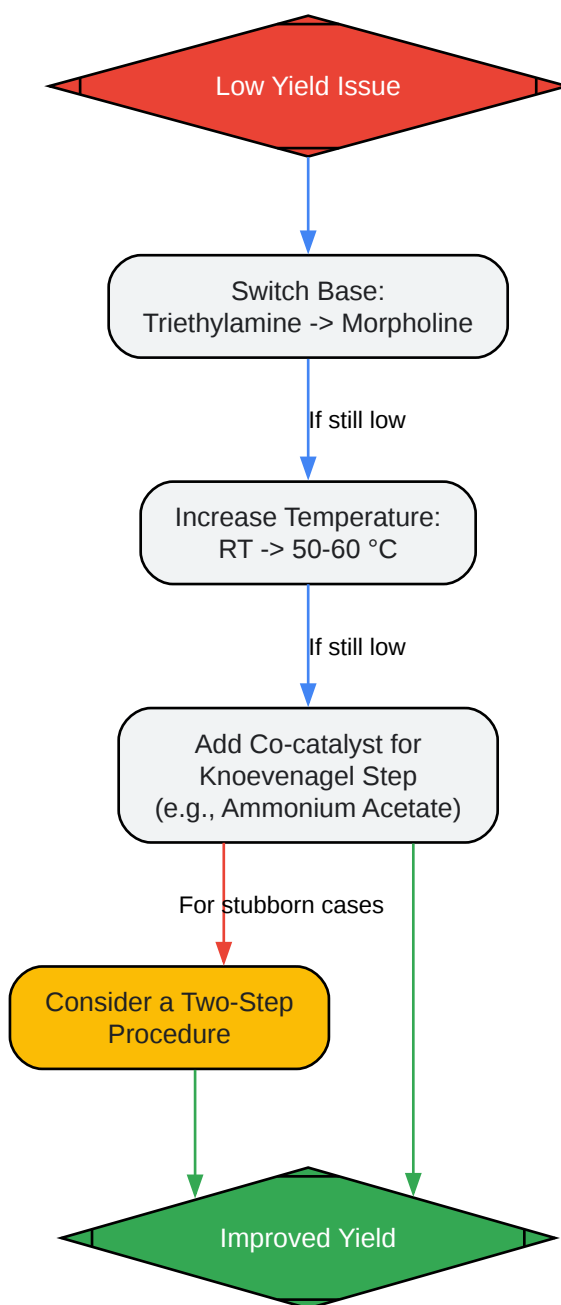 Low Yield Issue
Switch Base:
Triethylamine -> Morpholine
If still low
Increase Temperature:
RT -> 50-60 °C
If still low
Add Co-catalyst for
Knoevenagel Step
(e.g., Ammonium Acetate)
For stubborn cases
Consider a Two-Step
Procedure
Improved Yield